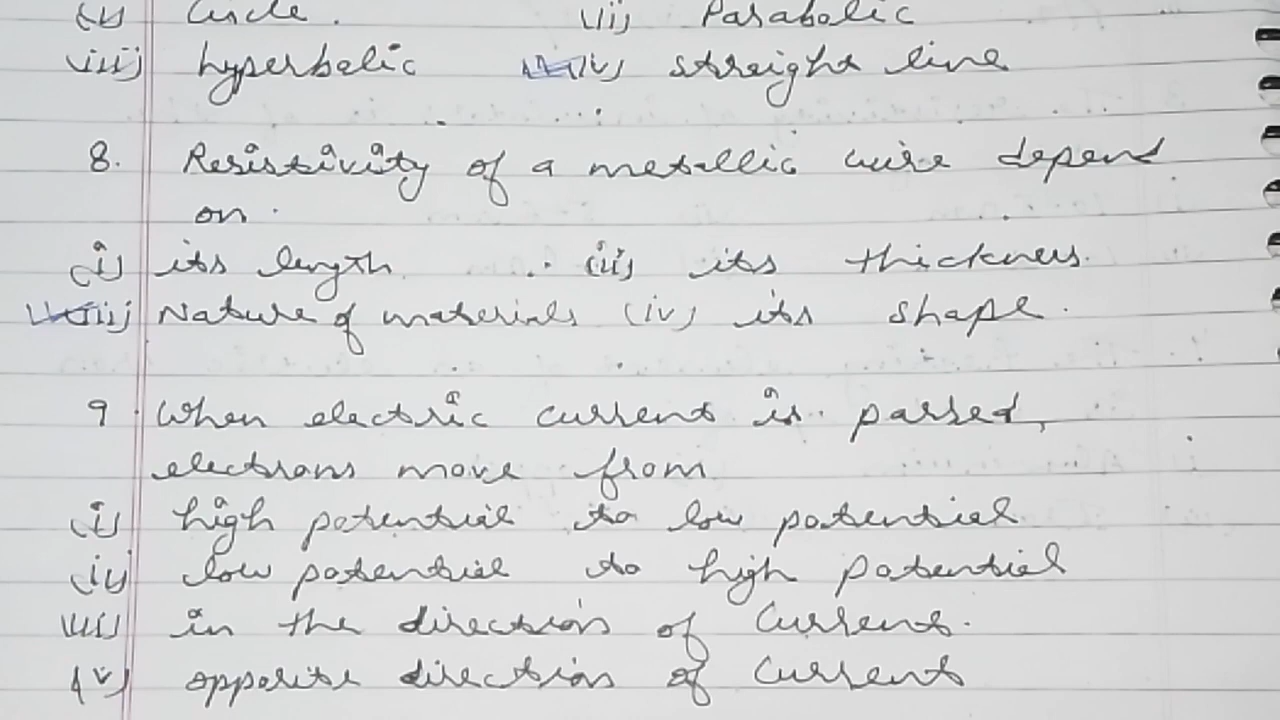 (i) Circle. (ii) Parabolic
(iii) hyperbolic (iv) streight line
8. Resistivity of a metallic wire depend
on.
(i) its length (ii) its thickness.
(iii) Nature of materials (iv) its shape.
9 When electric current is passed,
electrons move from
(i) high potential to low potential
(ii) low potential to high potential
(iii) in the direction of Current.
(iv) opposite direction of Current